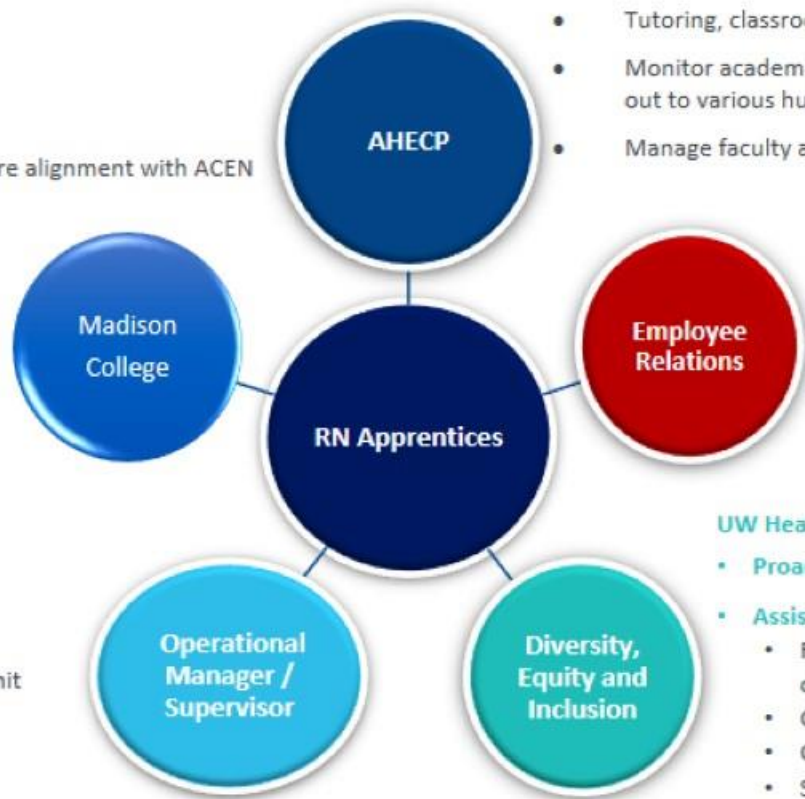 • Tutoring, classroo
• Monitor academ
out to various hu
• Manage faculty a
AHECP
re alignment with ACEN
Madison
College
Employee
Relations
RN Apprentices
UW Hea
• Proa
• Assis
•
•
•
• S
Operational
Manager /
Supervisor
Diversity,
Equity and
Inclusion
nit